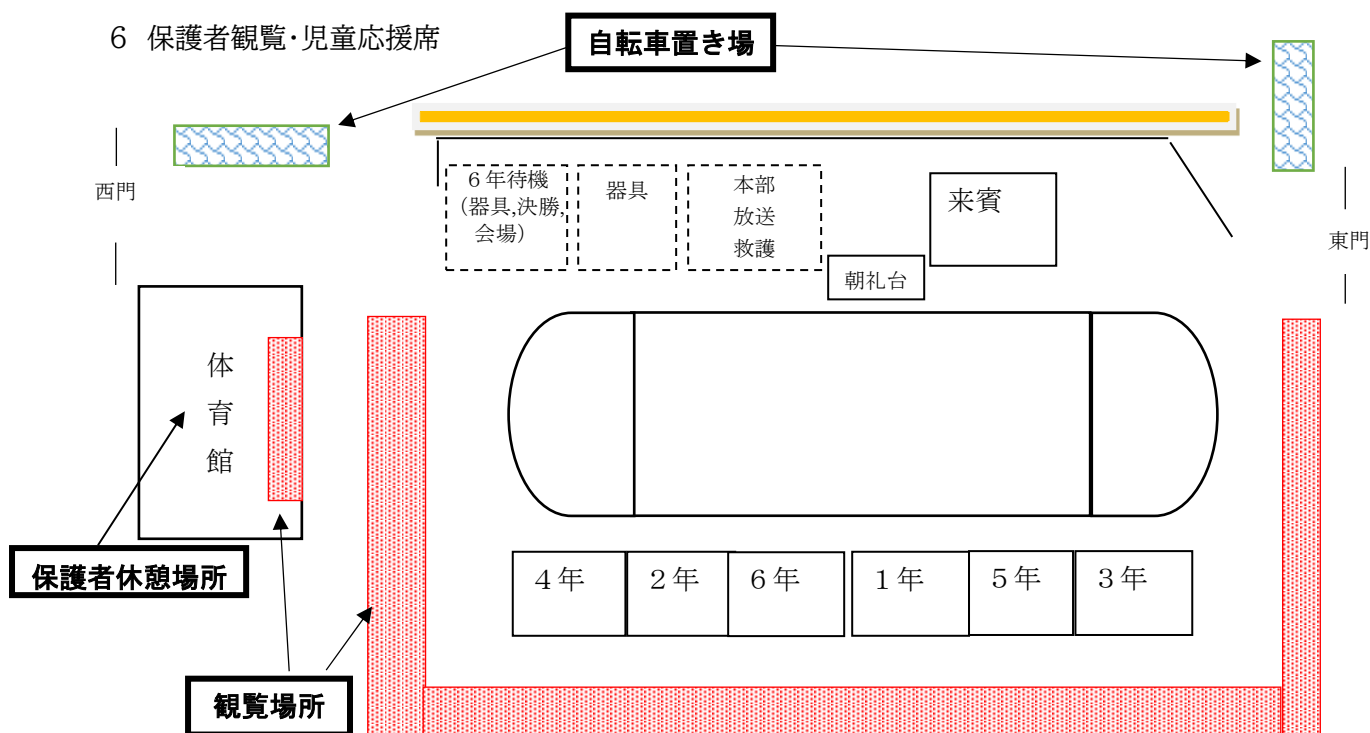 6 保護者観覧・児童応援席
自転車置き場
西門
６年待機
（器具,決勝,
会場）
器具
本部
放送
救護
来賓
朝礼台
東門
体
育
館
保護者休憩場所
４年
２年
６年
１年
５年
３年
観覧場所